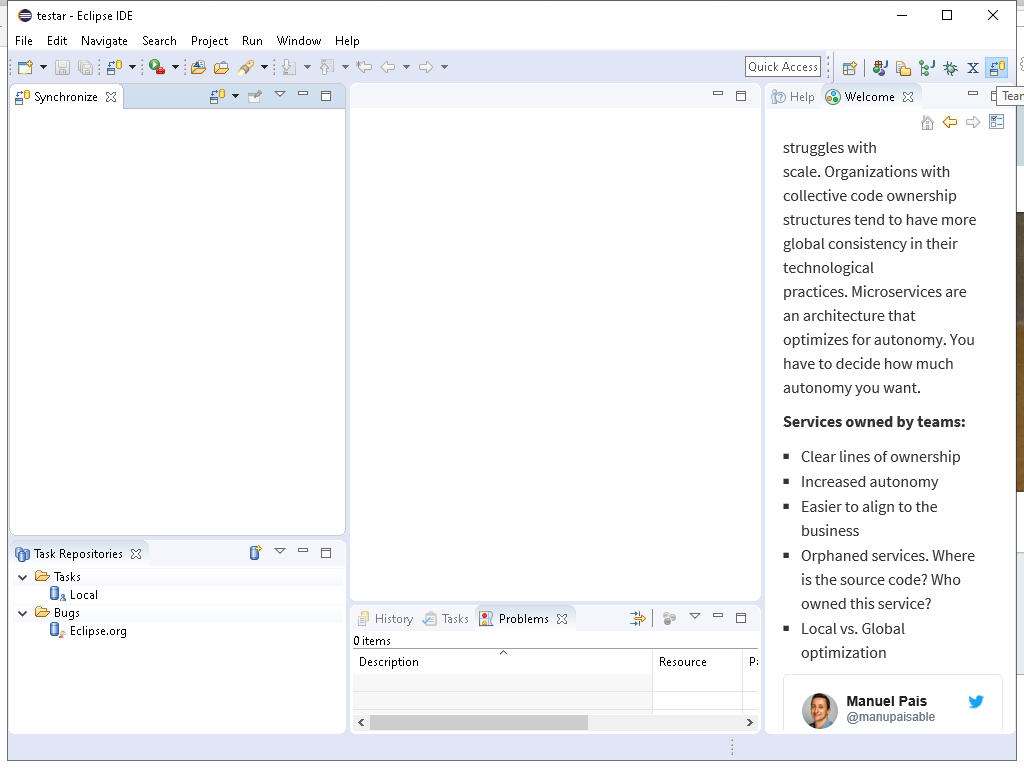 testar - Eclipse IDE
File Edit Navigate Search Project Run Window Help
Quick Access
Synchronize
Help Welcome
Team
struggles with
scale. Organizations with
collective code ownership
structures tend to have more
global consistency in their
technological
practices. Microservices are
an architecture that
optimizes for autonomy. You
have to decide how much
autonomy you want.
Services owned by teams:
Clear lines of ownership
Increased autonomy
Easier to align to the
business
Orphaned services. Where
is the source code? Who
owned this service?
Local vs. Global
optimization
Manuel Pais
@manupaisable
Task Repositories
Tasks
Local
Bugs
Eclipse.org
History Tasks Problems
0 items
Description Resource